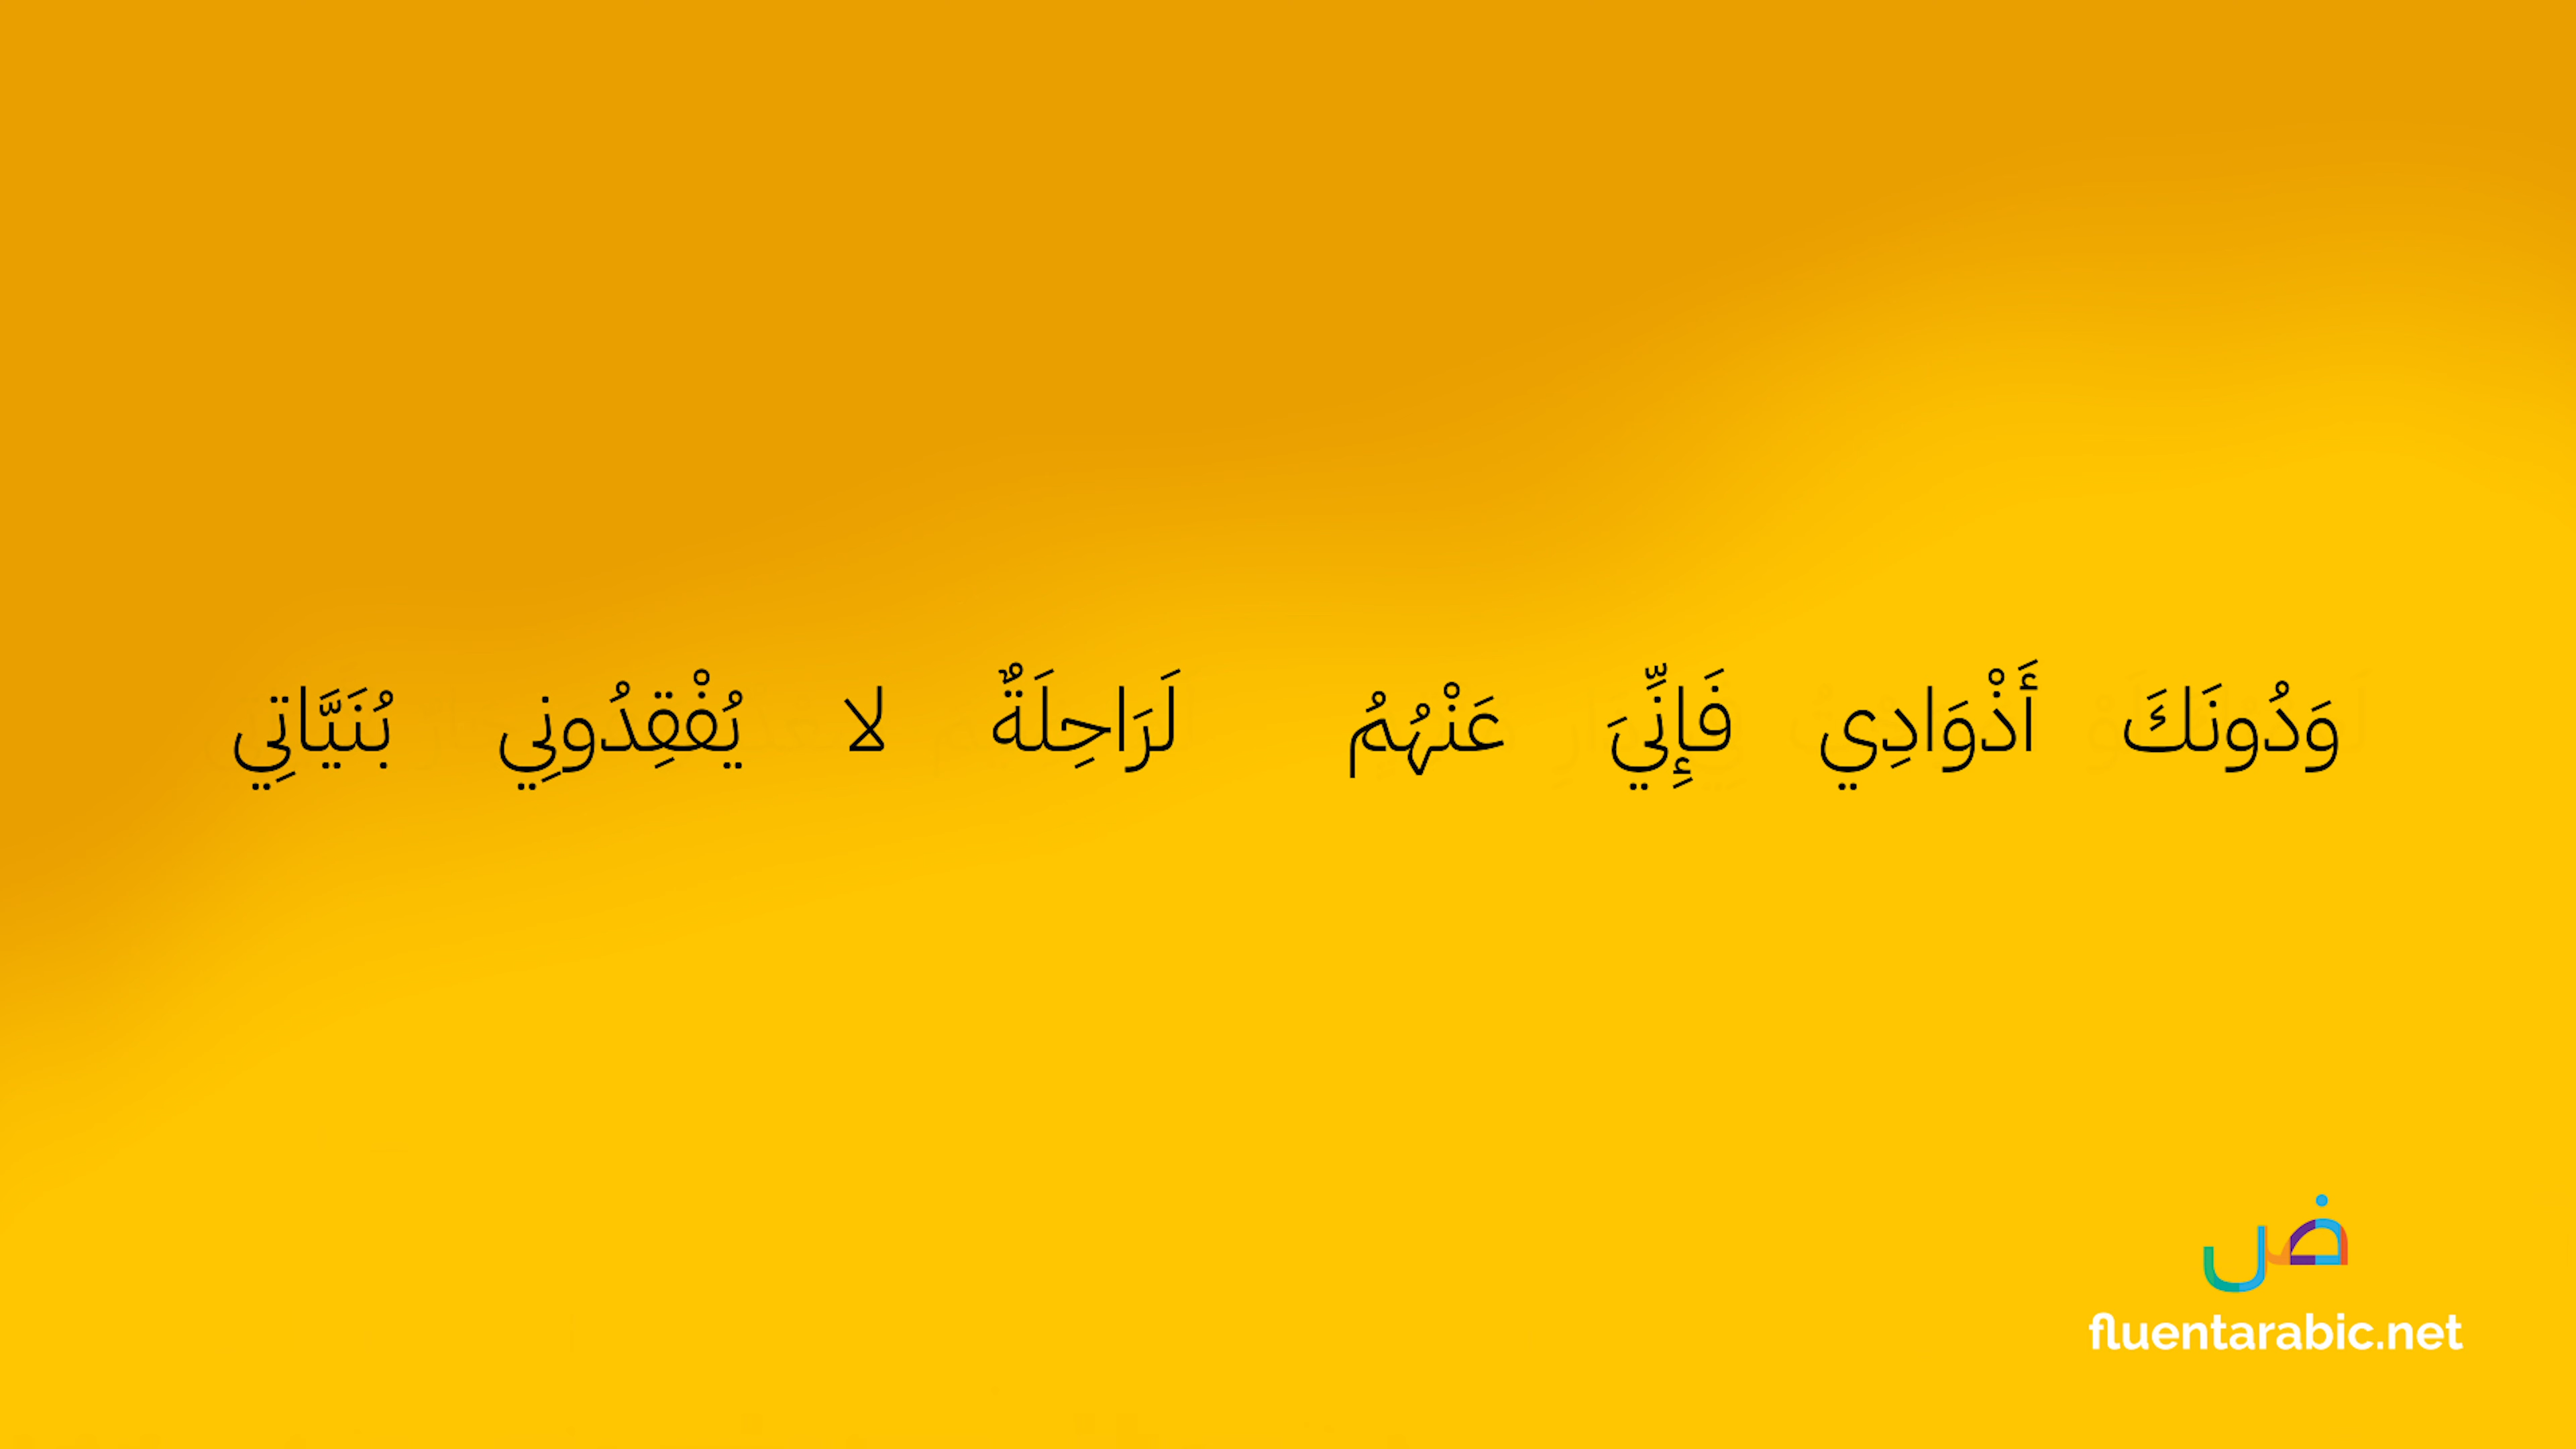 وَدُونَكَ أَذْوَادِي فَإِنِّيَ عَنْهُمُ لَرَاحِلَةٌ لا يُفْقِدُونِي بُنَيَّاتِي
ض
fluentarabic.net